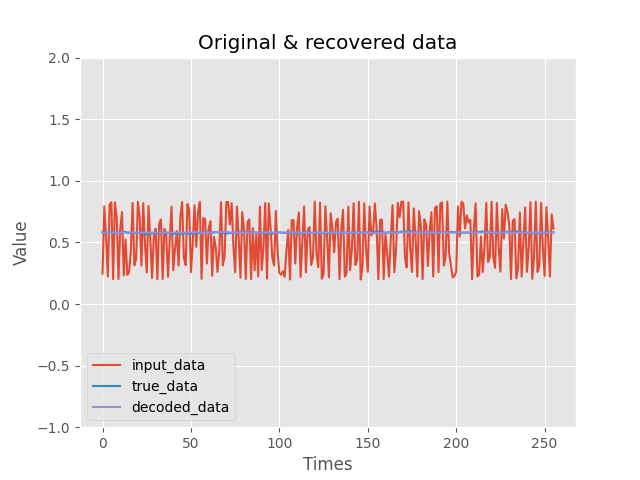 Original & recovered data
2.0
1.5
1.0
0.5
0.0
−0.5
−1.0
Value
input_data
true_data
decoded_data
0 50 100 150 200 250
Times